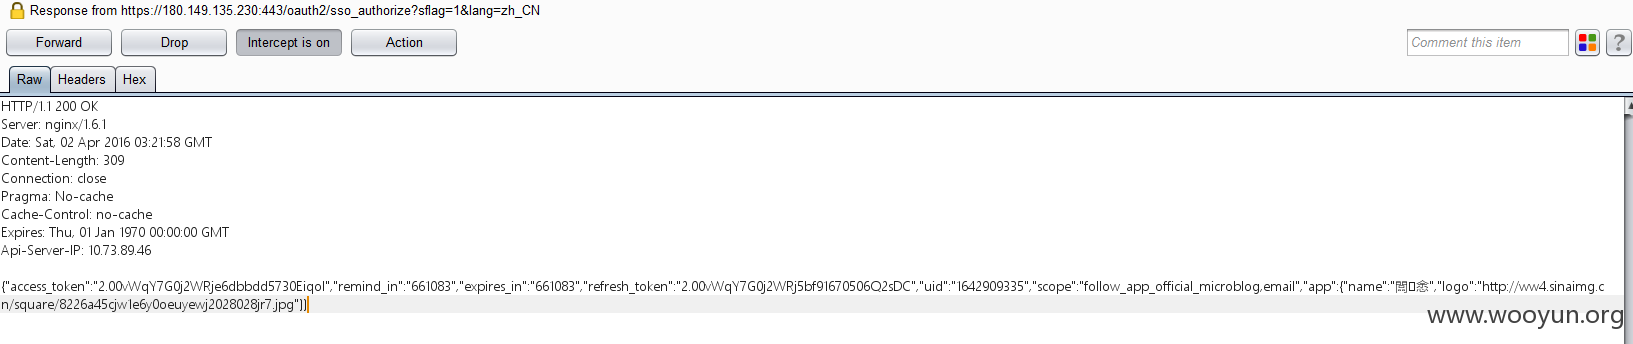 Response from https://180.149.135.230:443/oauth2/sso_authorize?sflag=1&lang=zh_CN
Forward Drop Intercept is on Action Comment this item ?
Raw Headers Hex
HTTP/1.1 200 OK
Server: nginx/1.6.1
Date: Sat, 02 Apr 2016 03:21:58 GMT
Content-Length: 309
Connection: close
Pragma: No-cache
Cache-Control: no-cache
Expires: Thu, 01 Jan 1970 00:00:00 GMT
Api-Server-IP: 10.73.89.46
{"access_token":"2.00vWqY7G0j2WRje6dbbdd5730EiqoI","remind_in":"661083","expires_in":"661083","refresh_token":"2.00vWqY7G0j2WRj5bf91670506Q2sDC","uid":"1642909335","scope":"follow_app_official_microblog,email","app":{"name":"","logo":"http://ww4.sinaimg.c
n/square/8226a45cjw1e6y0oeuyewj2028028jr7.jpg"}}
www.wooyun.org